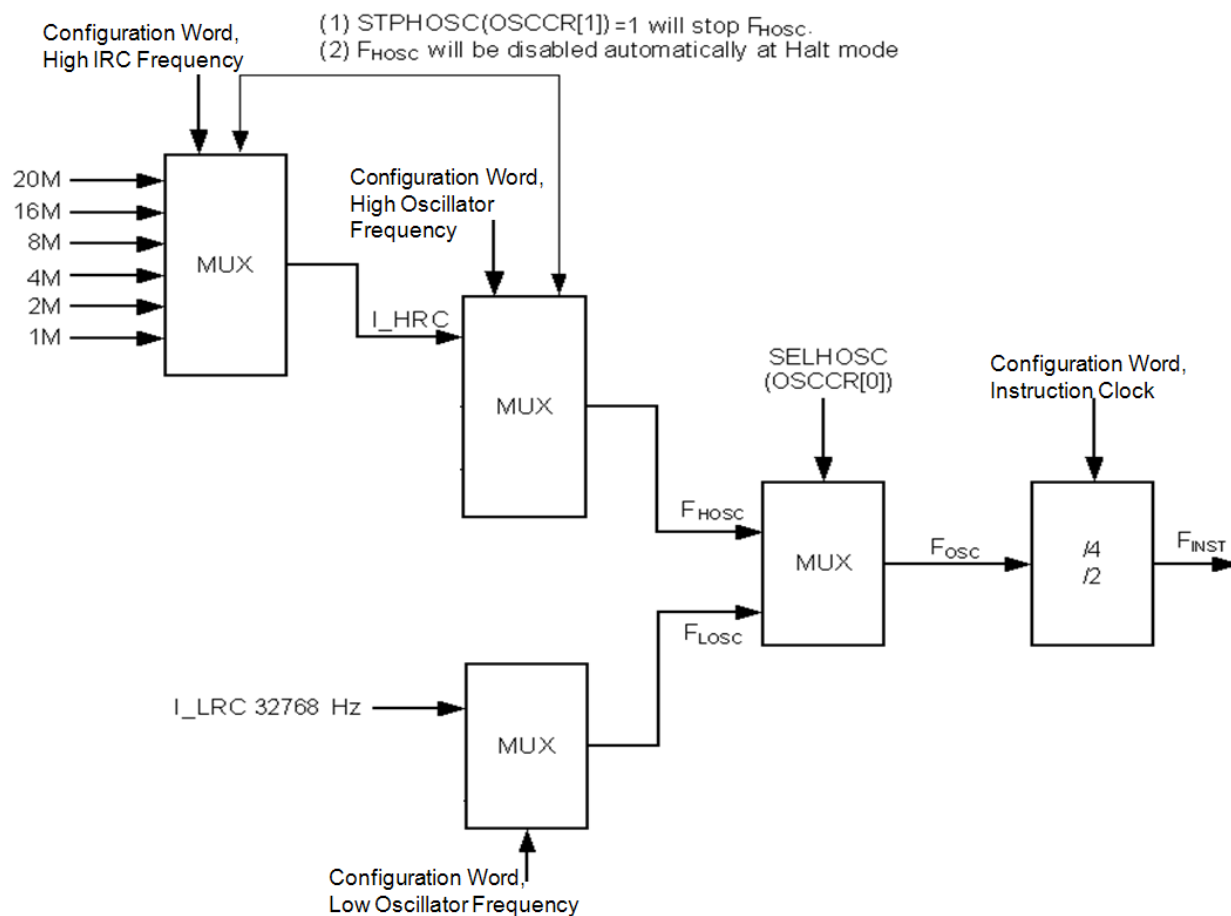 (1) STPHOSC(OSCCR[1])=1 will stop FHOSC.
(2) FHOSC will be disabled automatically at Halt mode
Configuration Word,
High IRC Frequency
20M
16M
8M
4M
2M
1M
MUX
I_HRC
Configuration Word,
High Oscillator
Frequency
MUX
FHOSC
SELHOSC
(OSCCR[0])
MUX
FOSC
Configuration Word,
Instruction Clock
/4
/2
FINST
FLOSC
I_LRC 32768 Hz
MUX
Configuration Word,
Low Oscillator Frequency